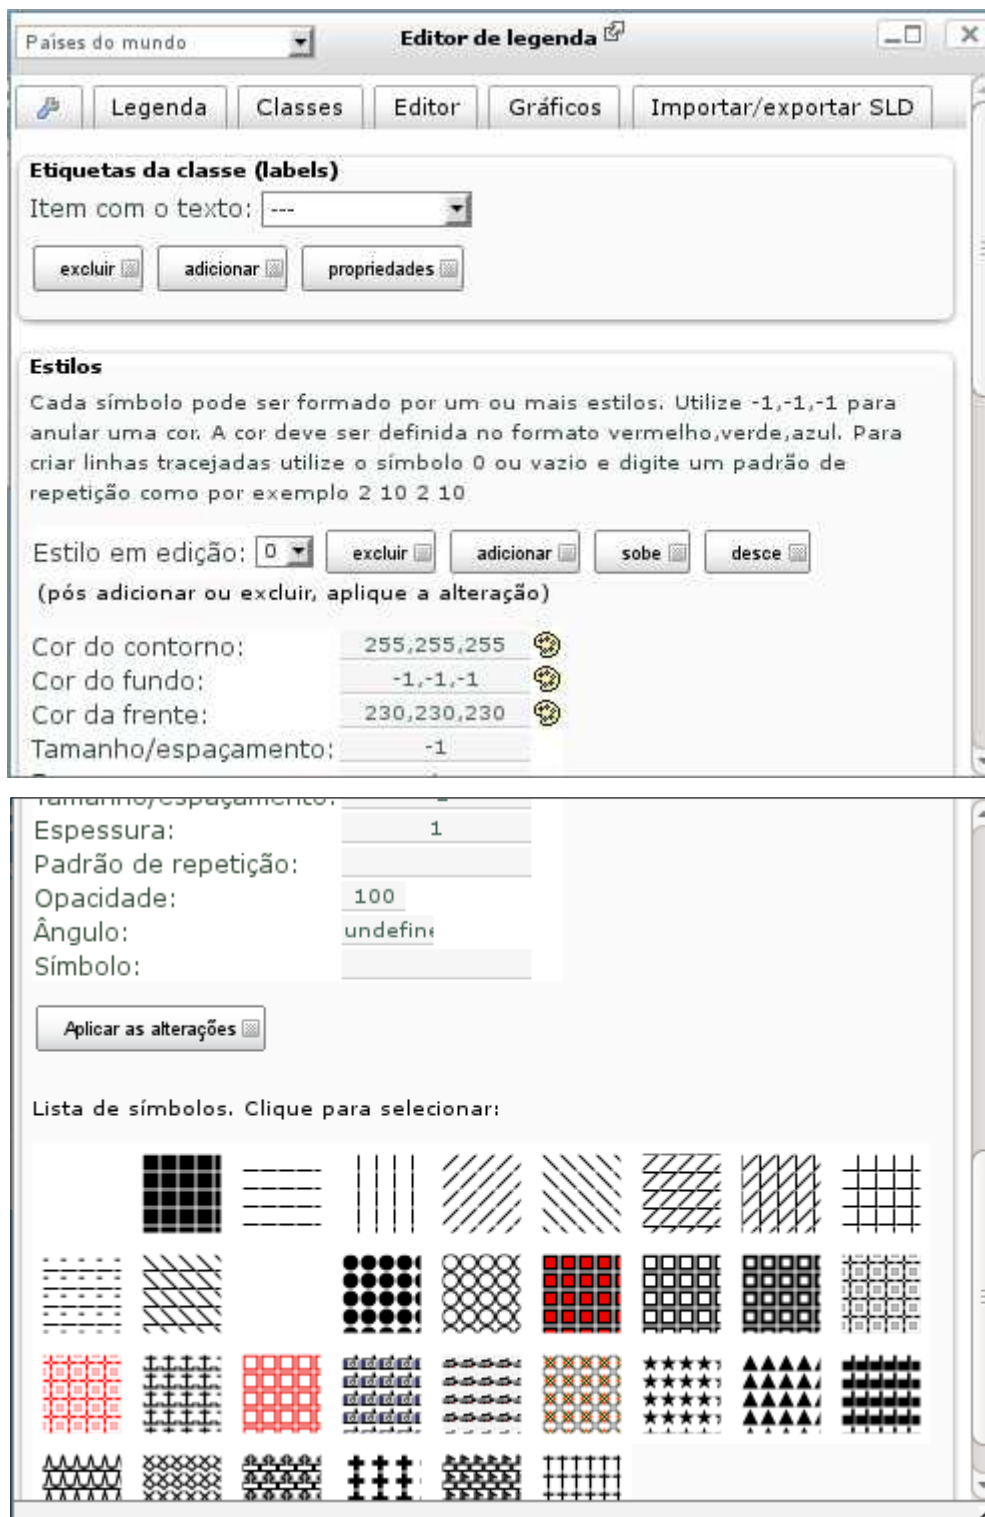 Países do mundo
Editor de legenda
Legenda
Classes
Editor
Gráficos
Importar/exportar SLD
Etiquetas da classe (labels)
Item com o texto: ---
excluir
adicionar
propriedades
Estilos
Cada símbolo pode ser formado por um ou mais estilos. Utilize -1,-1,-1 para
anular uma cor. A cor deve ser definida no formato vermelho,verde,azul. Para
criar linhas tracejadas utilize o símbolo 0 ou vazio e digite um padrão de
repetição como por exemplo 2 10 2 10
Estilo em edição: 0 excluir adicionar sobe desce
(pós adicionar ou excluir, aplique a alteração)
Cor do contorno: 255,255,255
Cor do fundo: -1,-1,-1
Cor da frente: 230,230,230
Tamanho/espaçamento: -1
Tamanho/espaçamento:
Espessura: 1
Padrão de repetição:
Opacidade: 100
Ângulo: undefine
Símbolo:
Aplicar as alterações
Lista de símbolos. Clique para selecionar: